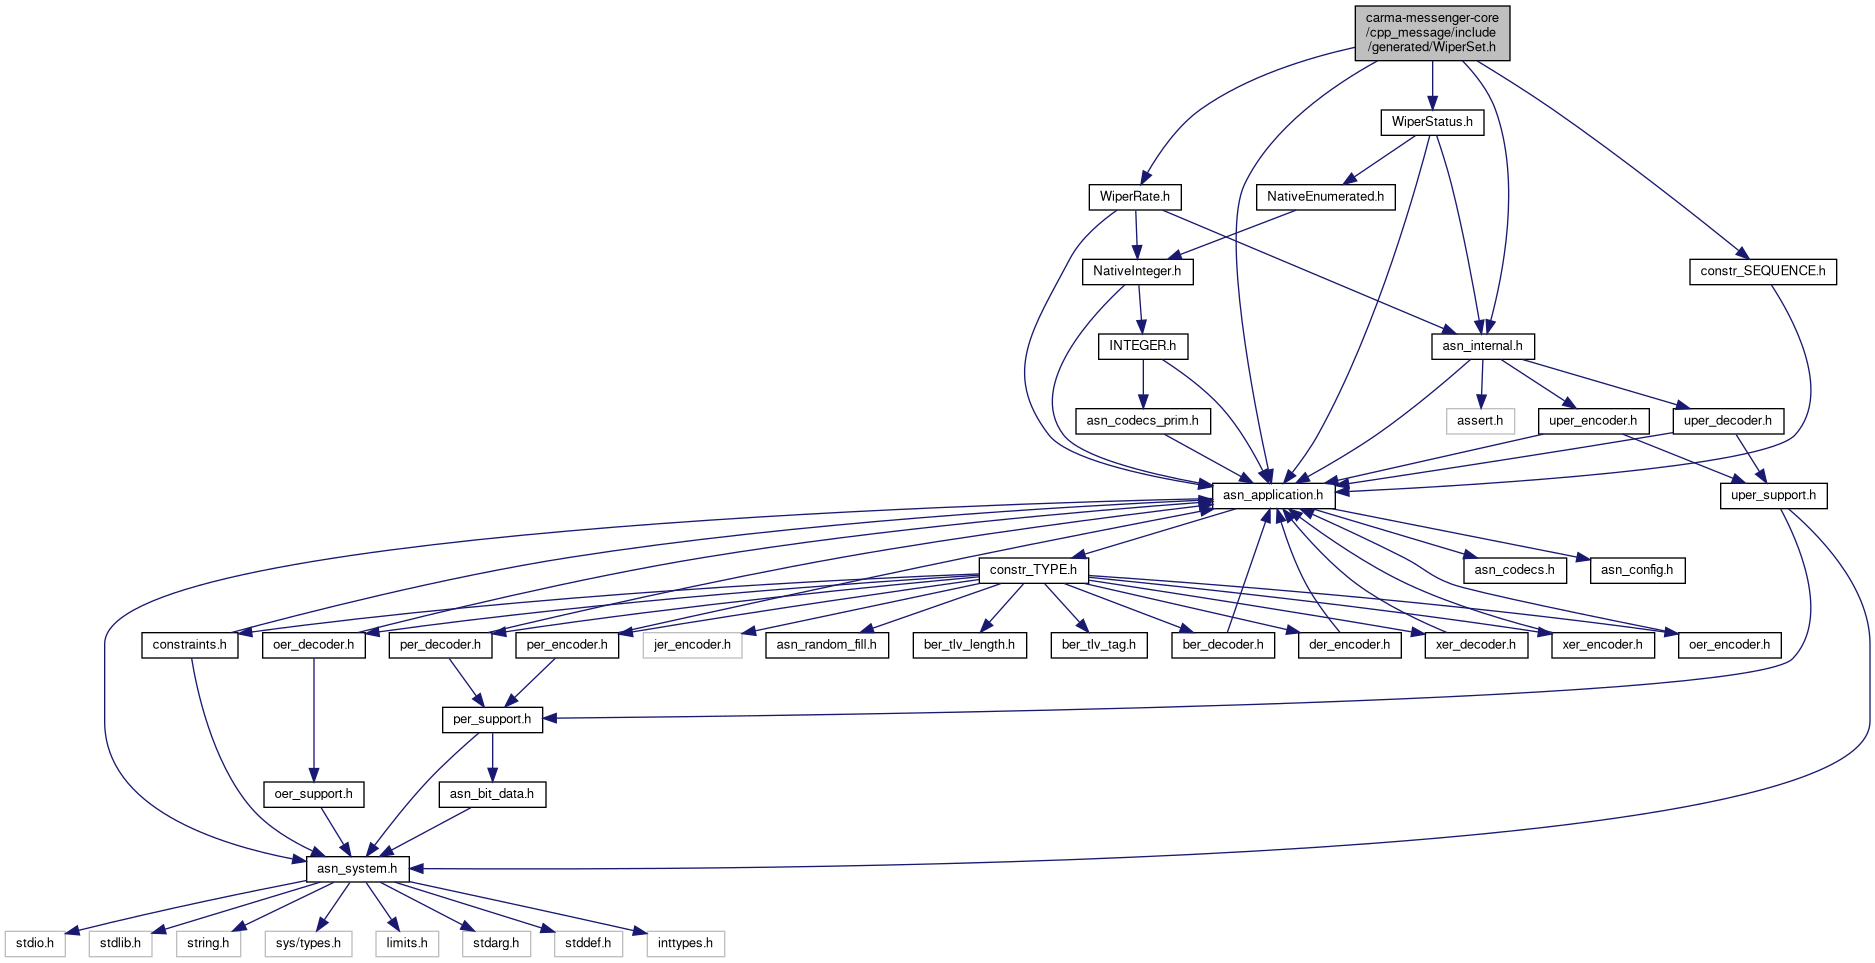 carma-messenger-core
/cpp_message/include
/generated/WiperSet.h
WiperStatus.h
WiperRate.h
NativeEnumerated.h
NativeInteger.h
constr_SEQUENCE.h
INTEGER.h
asn_internal.h
asn_codecs_prim.h
assert.h
uper_encoder.h
uper_decoder.h
asn_application.h
uper_support.h
constr_TYPE.h
asn_codecs.h
asn_config.h
constraints.h
oer_decoder.h
per_decoder.h
per_encoder.h
jer_encoder.h
asn_random_fill.h
ber_tlv_length.h
ber_tlv_tag.h
ber_decoder.h
der_encoder.h
xer_decoder.h
xer_encoder.h
oer_encoder.h
per_support.h
oer_support.h
asn_bit_data.h
asn_system.h
stdio.h
stdlib.h
string.h
sys/types.h
limits.h
stdarg.h
stddef.h
inttypes.h